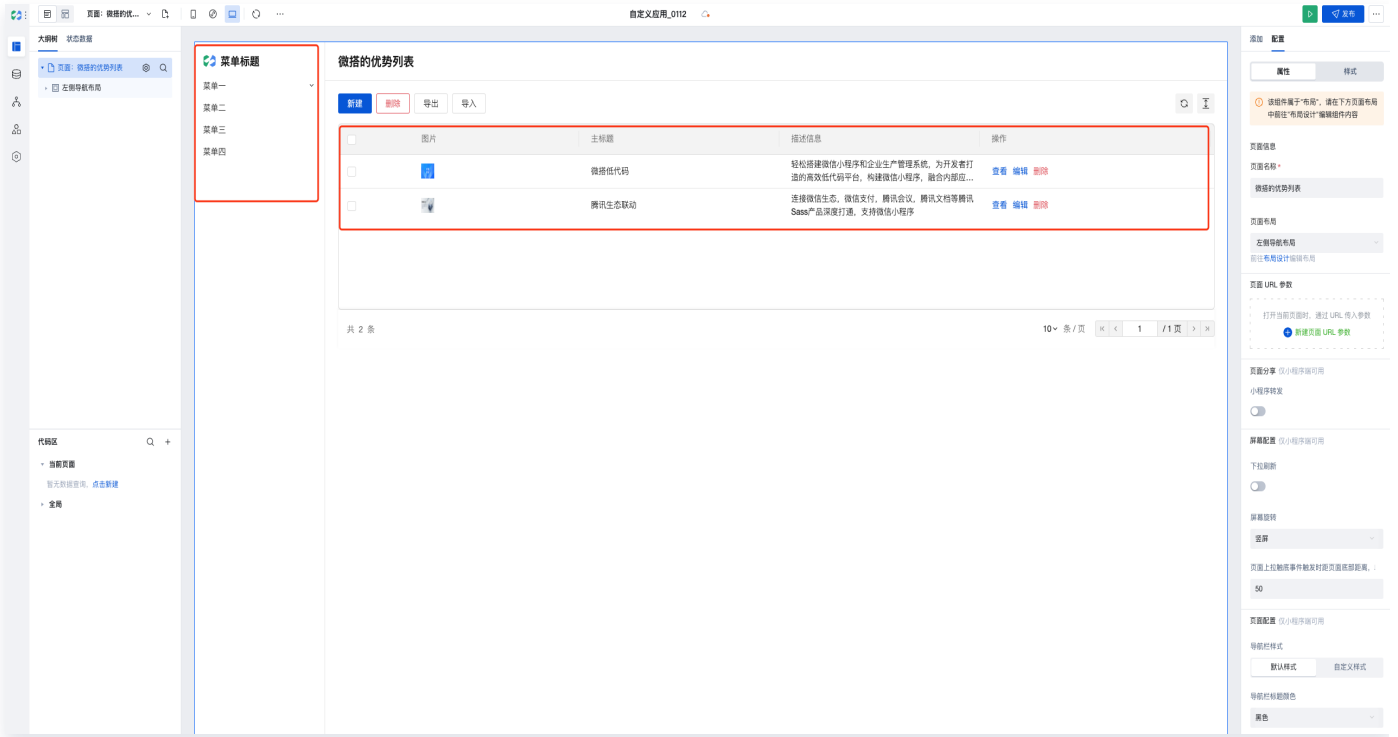 页面：微搭的优...
自定义应用_0112
发布
大纲树 状态数据
页面：微搭的优势列表
左侧导航布局
代码区
当前页面
暂无数据查询，点击新建
全局
菜单标题
菜单一
菜单二
菜单三
菜单四
微搭的优势列表
新建 删除 导出 导入
图片 主标题 描述信息 操作
微搭低代码
轻松搭建微信小程序和企业生产管理系统，为开发者打
造的高效低代码平台，构建微信小程序，融合内部应...
查看 编辑 删除
腾讯生态联动
连接微信生态，微信支付，腾讯会议，腾讯文档等腾讯
Sass产品深度打通，支持微信小程序
查看 编辑 删除
共 2 条
10 条 / 页 1 / 1 页
添加 配置
属性 样式
该组件属于“布局”，请在下方页面布局
中前往“布局设计”编辑组件内容
页面信息
页面名称*
微搭的优势列表
页面布局
左侧导航布局
前往布局设计编辑布局
页面 URL 参数
打开当前页面时，通过 URL 传入参数
新建页面 URL 参数
页面分享 仅小程序端可用
小程序转发
屏幕配置 仅小程序端可用
下拉刷新
屏幕旋转
竖屏
页面上拉触底事件触发时距页面底部距离，
50
页面配置 仅小程序端可用
导航栏样式
默认样式 自定义样式
导航栏标题颜色
黑色